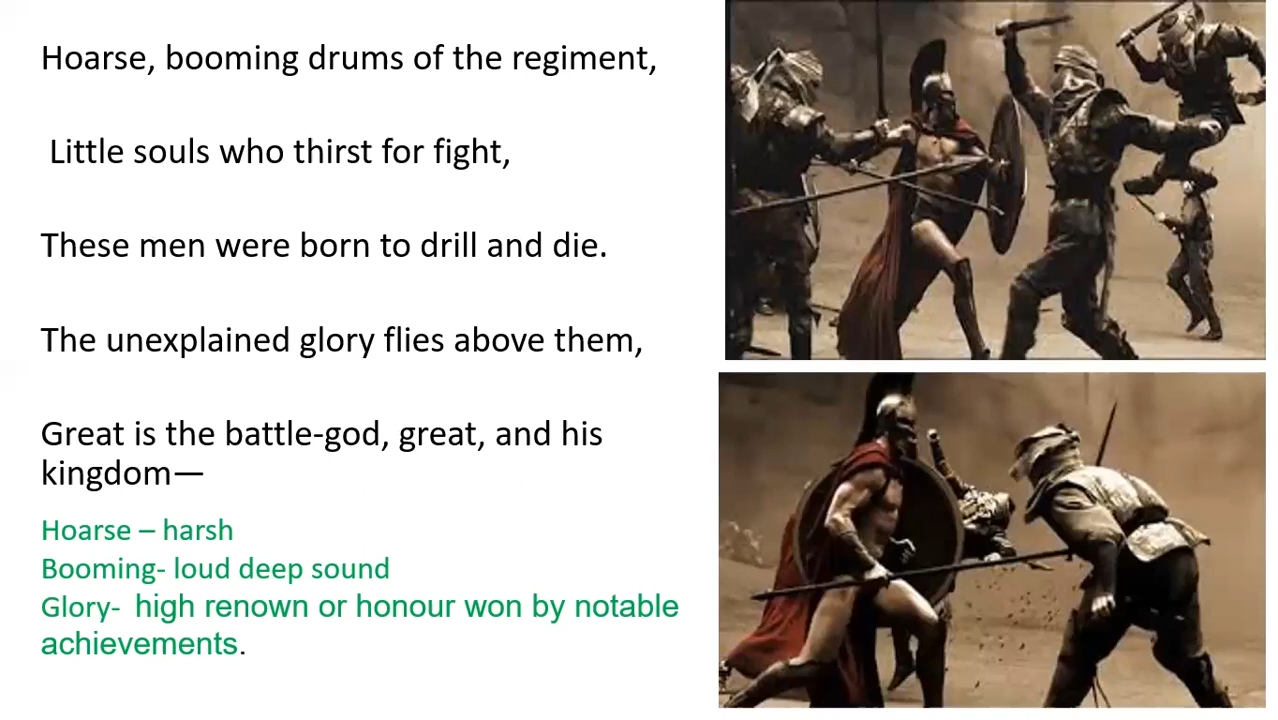 Hoarse, booming drums of the regiment,
Little souls who thirst for fight,
These men were born to drill and die.
The unexplained glory flies above them,
Great is the battle-god, great, and his
kingdom—
Hoarse – harsh
Booming- loud deep sound
Glory- high renown or honour won by notable
achievements.